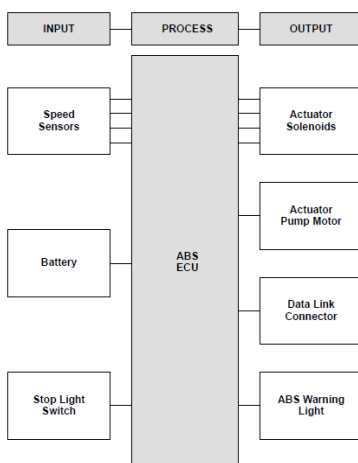 INPUT
PROCESS
OUTPUT
Speed
Sensors
Actuator
Solenoids
Actuator
Pump Motor
Battery
ABS
ECU
Data Link
Connector
Stop Light
Switch
ABS Warning
Light